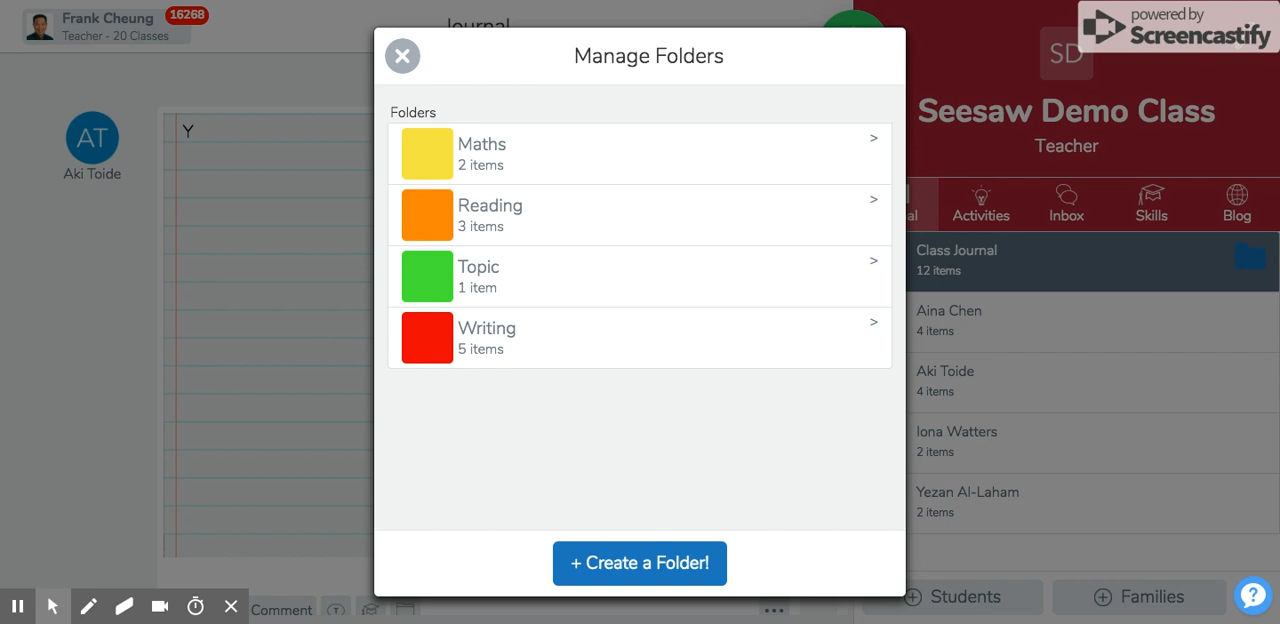 Frank Cheung
16268
Teacher - 20 Classes
Journal
powered by
Screencastify
SD
Seesaw Demo Class
Teacher
AT
Aki Toide
Y
Manage Folders
Folders
Maths
2 items
>
Reading
3 items
>
Topic
1 item
>
Writing
5 items
>
+ Create a Folder!
al
Activities
Inbox
Skills
Blog
Class Journal
12 items
Aina Chen
4 items
Aki Toide
4 items
Iona Watters
2 items
Yezan Al-Laham
2 items
Comment
T
Students
Families
?